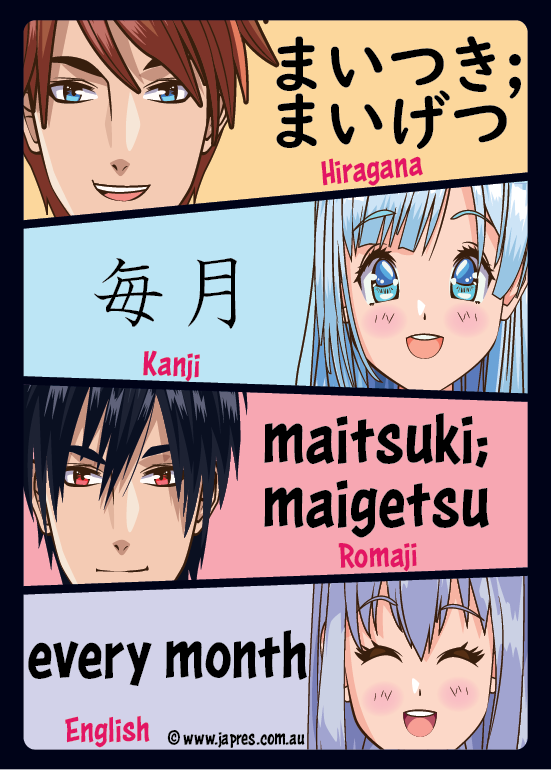 まいつき;
まいげつ
Hiragana
毎月
Kanji
maitsuki;
maigetsu
Romaji
every month
English
© www.japres.com.au